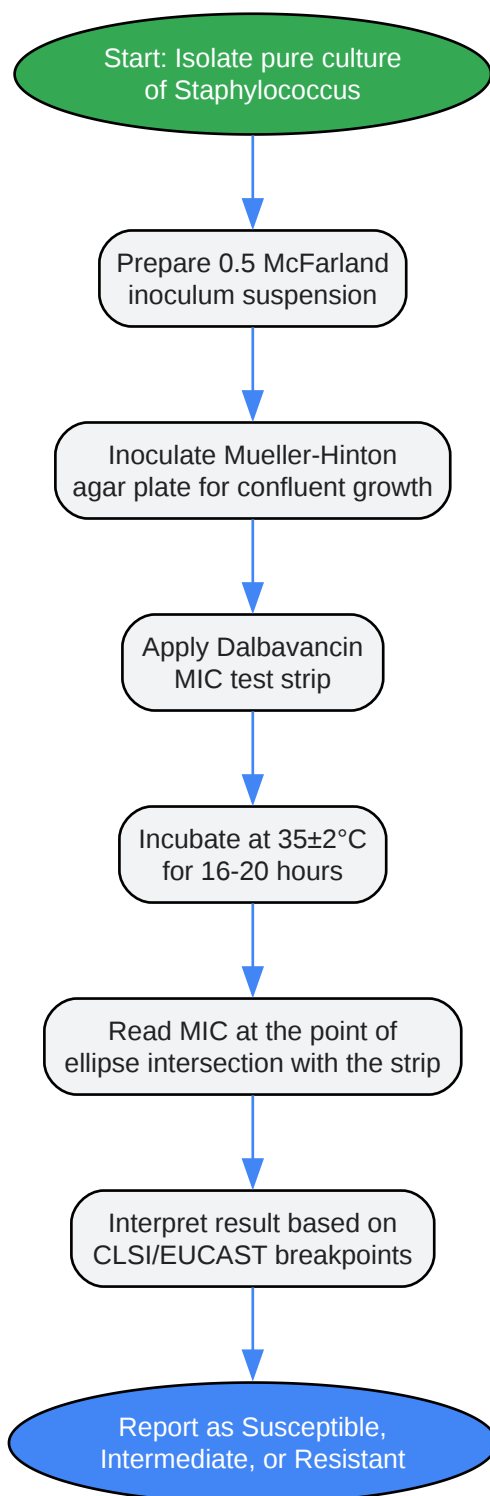 Start: Isolate pure culture
of Staphylococcus
Prepare 0.5 McFarland
inoculum suspension
Inoculate Mueller-Hinton
agar plate for confluent growth
Apply Dalbavancin
MIC test strip
Incubate at 35±2°C
for 16-20 hours
Read MIC at the point of
ellipse intersection with the strip
Interpret result based on
CLSI/EUCAST breakpoints
Report as Susceptible,
Intermediate, or Resistant